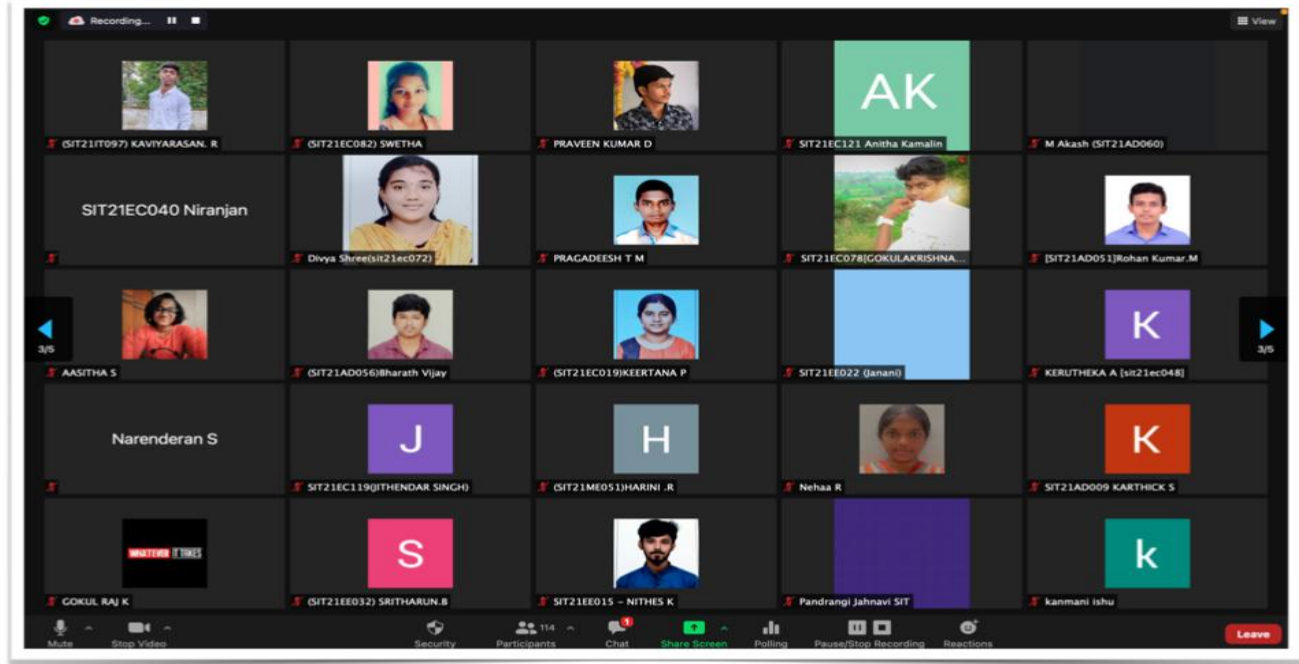 Recording...
View
AK
(SIT21IT097) KAVIYARASAN. R
(SIT21EC082) SWETHA
PRAVEEN KUMAR D
SIT21EC121 Anitha Kamalin
M Akash (SIT21AD060)
SIT21EC040 Niranjan
Divya Shree(sit21ec072)
PRAGADEESH T M
SIT21EC078[GOKULAKRISHNA...
[SIT21AD051]Rohan Kumar.M
K
3/5
3/5
AASITHA S
(SIT21AD056)Bharath Vijay
(SIT21EC019)KEERTANA P
SIT21EE022 (Janani)
KERUTHEKA A [sit21ec048]
Narenderan S
J
H
K
SIT21EC119(JITHENDAR SINGH)
(SIT21ME051)HARINI .R
Nehaa R
SIT21AD009 KARTHICK S
WHATEVER IT TAKES
S
k
GOKUL RAJ K
(SIT21EE032) SRITHARUN.B
SIT21EE015 – NITHES K
Pandrangi Jahnavi SIT
kanmani ishu
114
1
Mute
Stop Video
Security
Participants
Chat
Share Screen
Polling
Pause/Stop Recording
Reactions
Leave